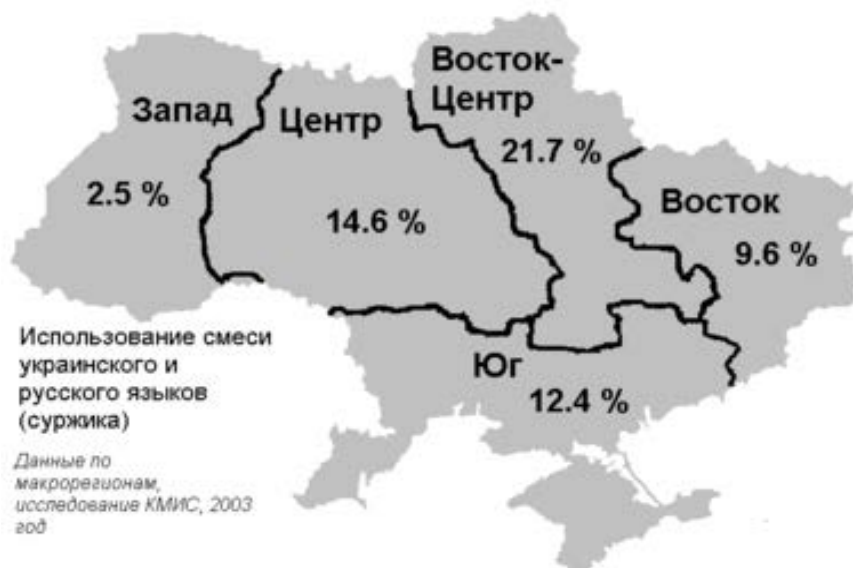 Запад
2.5 %
Центр
14.6 %
Восток-
Центр
21.7 %
Восток
9.6 %
Юг
12.4 %
Использование смеси
украинского и
русского языков
(суржика)
Данные по
макрорегионам,
исследование КМИС, 2003
год